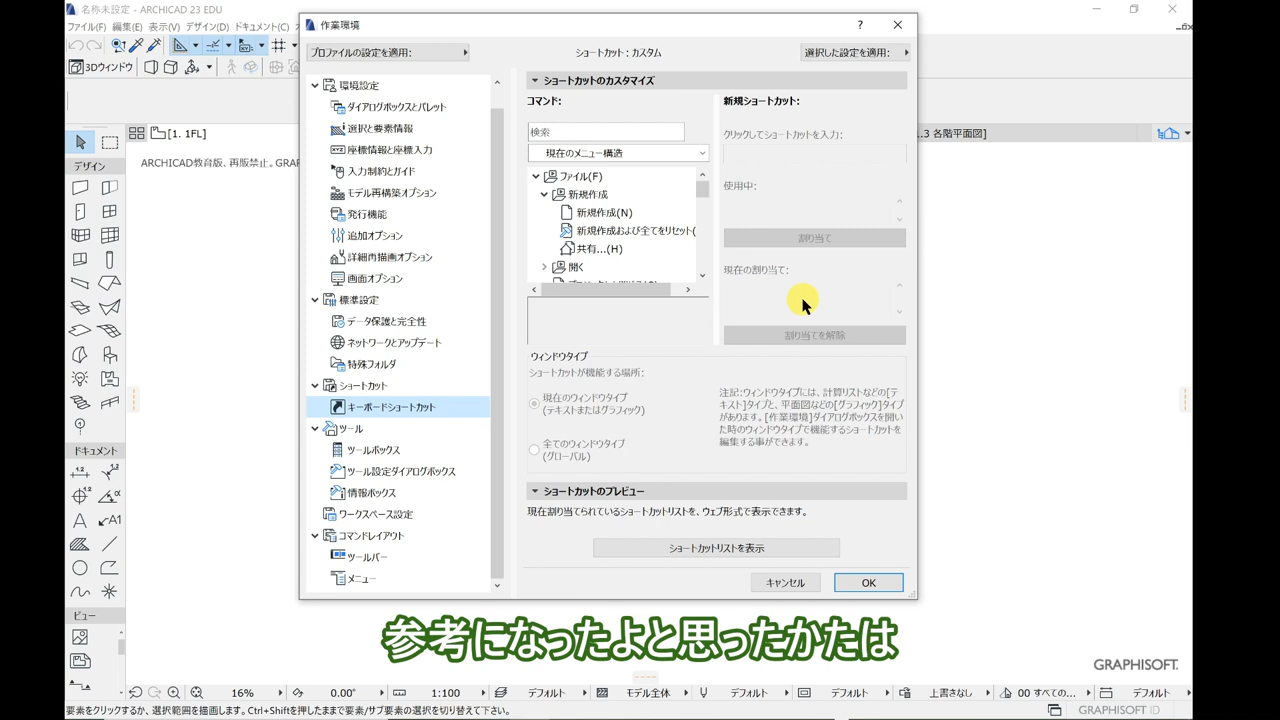 名称未設定 - ARCHICAD 23 EDU
ファイル(F) 編集(E) 表示(V) デザイン(D) ドキュメント(C)
3Dウィンドウ
[1. 1FL]
.3 各階平面図]
ARCHICAD教育版、再販禁止。GRA
デザイン
ドキュメント
ビュー
作業環境
プロファイルの設定を適用:
ショートカット : カスタム
選択した設定を適用:
環境設定
ダイアログボックスとパレット
選択と要素情報
座標情報と座標入力
入力制約とガイド
モデル再構築オプション
発行機能
追加オプション
詳細再描画オプション
画面オプション
標準設定
データ保護と完全性
ネットワークとアップデート
特殊フォルダ
ショートカット
キーボードショートカット
ツール
ツールボックス
ツール設定ダイアログボックス
情報ボックス
ワークスペース設定
コマンドレイアウト
ツールバー
メニュー
ショートカットのカスタマイズ
コマンド:
検索
現在のメニュー構造
ファイル(F)
新規作成
新規作成(N)
新規作成および全てをリセット(
共有...(H)
開く
新規ショートカット:
クリックしてショートカットを入力:
使用中:
割り当て
現在の割り当て:
割り当てを解除
ウィンドウタイプ
ショートカットが機能する場所:
現在のウィンドウタイプ
(テキストまたはグラフィック)
全てのウィンドウタイプ
(グローバル)
注記:ウィンドウタイプには、計算リストなどの[テ
キスト]タイプと、平面図などの[グラフィック]タイプ
があります。[作業環境]ダイアログボックスを開い
た時のウィンドウタイプで機能するショートカットを
編集する事ができます。
ショートカットのプレビュー
現在割り当てられているショートカットリストを、ウェブ形式で表示できます。
ショートカットリストを表示
キャンセル
OK
参考になったよと思ったかたは
GRAPHISOFT.
16%
0.00°
1:100
デフォルト
モデル全体
デフォルト
デフォルト
上書きなし
00 すべての...
デフォルト
要素をクリックするか、選択範囲を描画します。Ctrl+Shiftを押したままで要素/サブ要素の選択を切り替えて下さい。
GRAPHISOFT ID